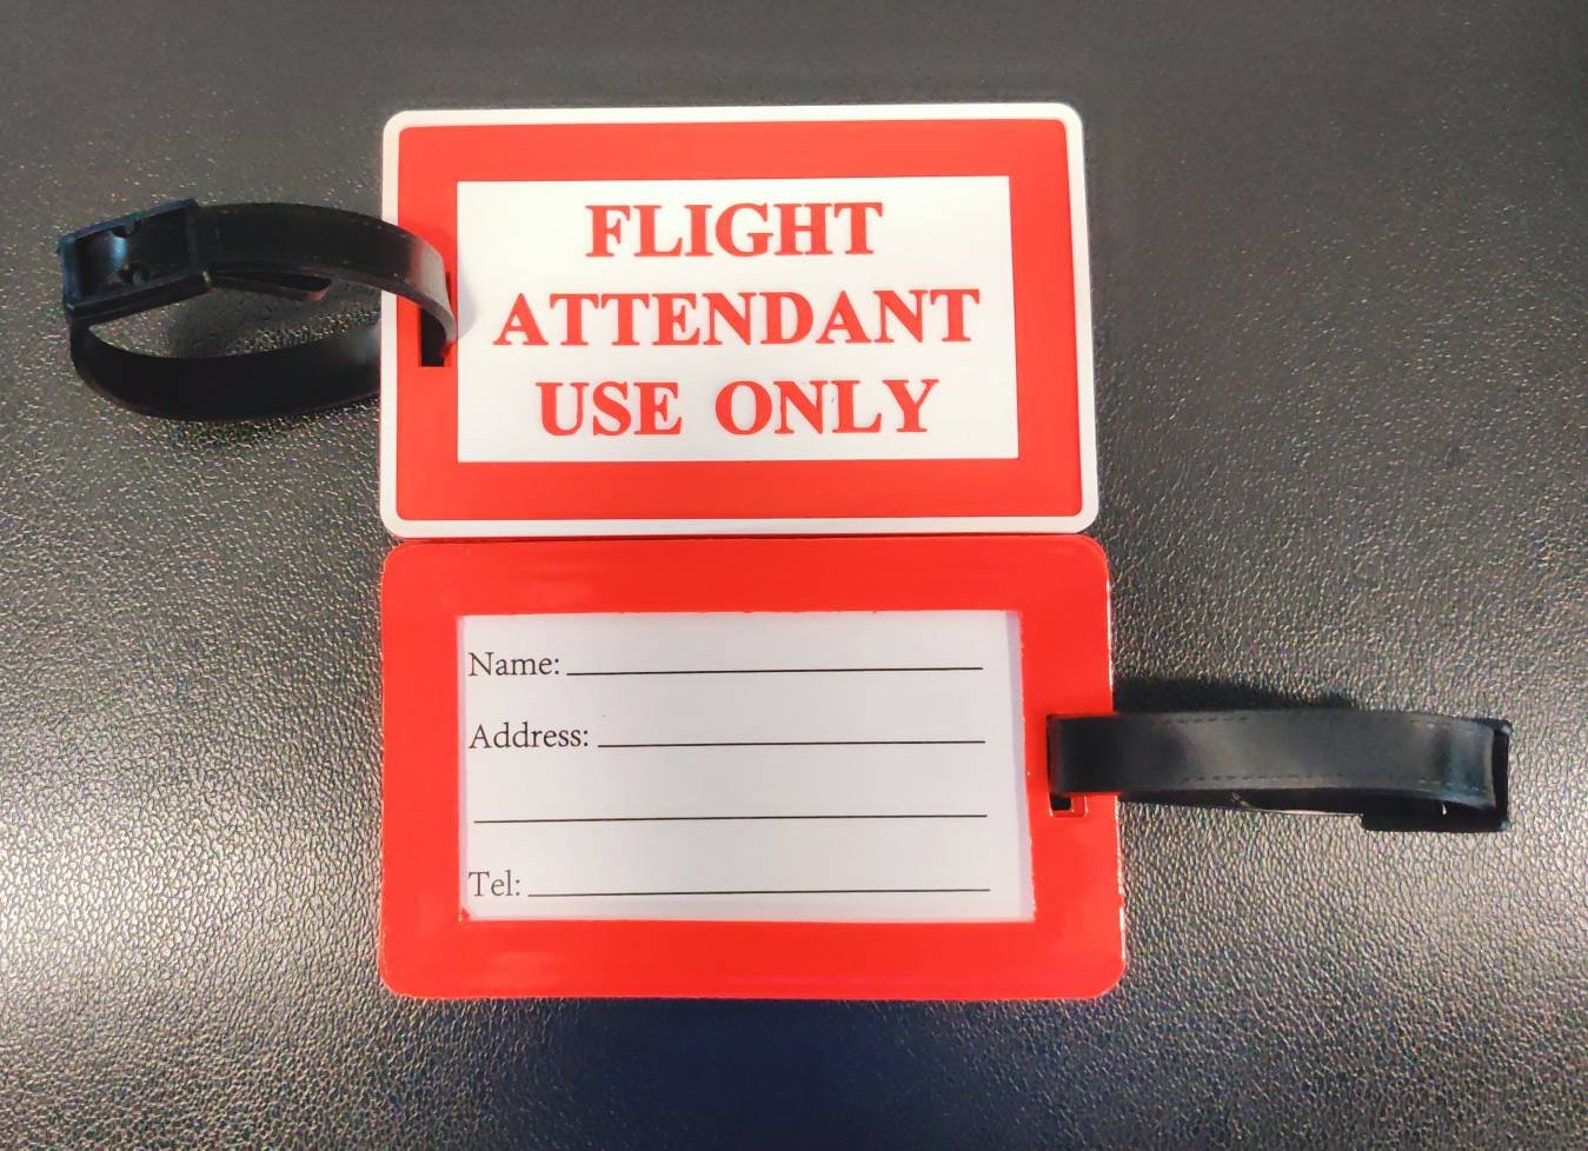 FLIGHT
ATTENDANT
USE ONLY
Name:
Address:
Tel: